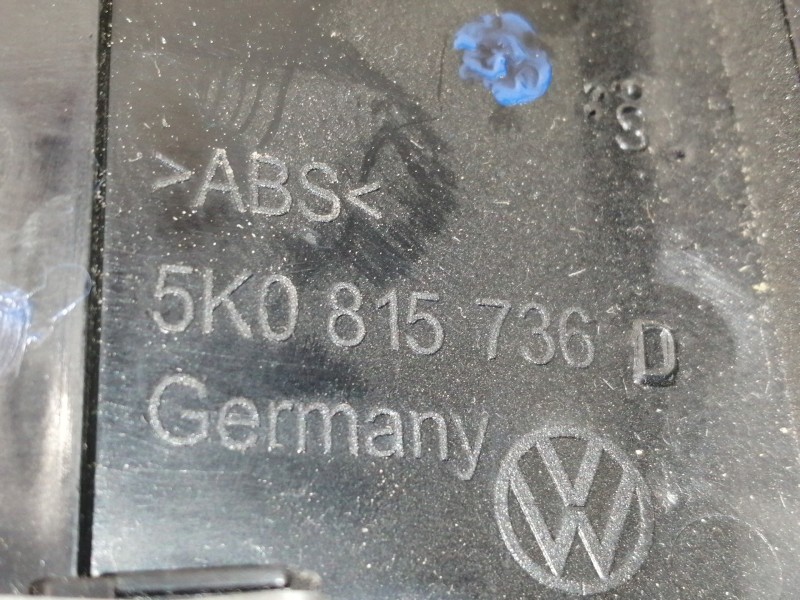 S
>ABS<
5K0 815 736 D
Germany